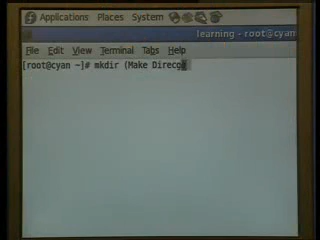 Applications Places System
learning - root@cyan
File Edit View Terminal Tabs Help
[root@cyan ~]# mkdir (Make Direco